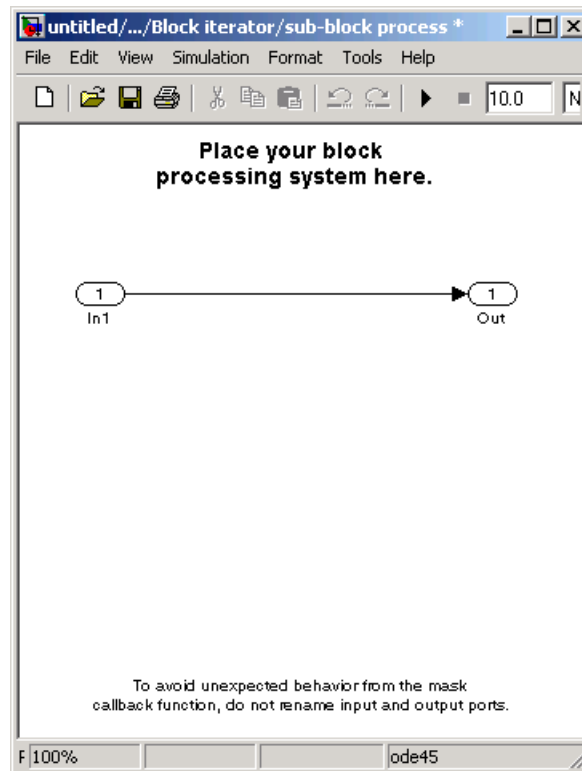 untitled/.../Block iterator/sub-block process *
File Edit View Simulation Format Tools Help
10.0 N
Place your block
processing system here.
1 1
In1 Out
To avoid unexpected behavior from the mask
callback function, do not rename input and output ports.
F 100% ode45